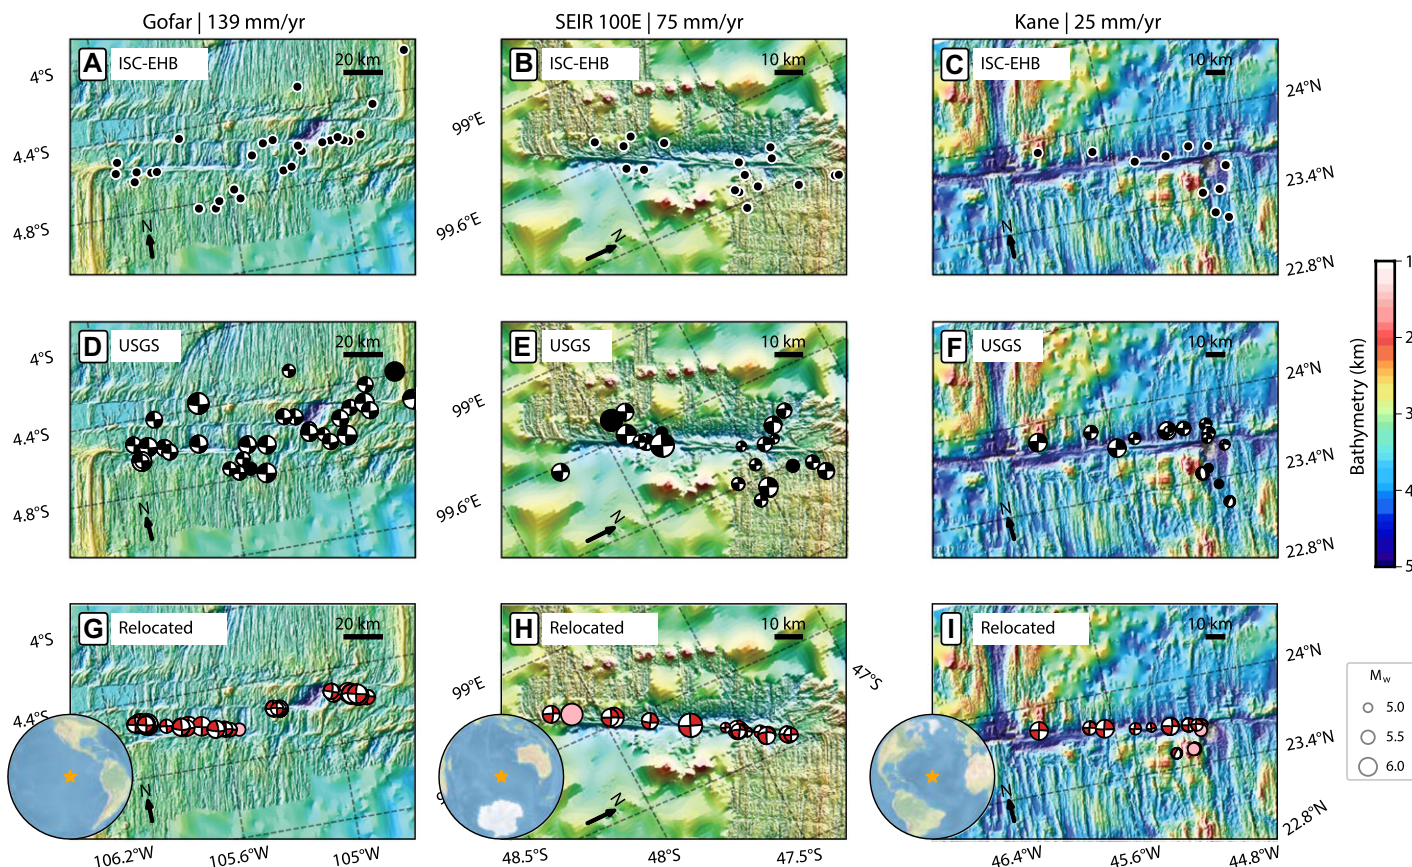 Gofar | 139 mm/yr
SEIR 100E | 75 mm/yr
Kane | 25 mm/yr
A ISC-EHB 20 km
B ISC-EHB 10 km
C ISC-EHB 10 km
4°S
4.4°S
4.8°S
N
99°E
99.6°E
N
24°N
23.4°N
22.8°N
N
D USGS 20 km
E USGS 10 km
F USGS 10 km
4°S
4.4°S
4.8°S
N
99°E
99.6°E
N
24°N
23.4°N
22.8°N
N
Bathymetry (km)
1
2
3
4
5
G Relocated 20 km
H Relocated 10 km
I Relocated 10 km
4°S
4.4°S
N
99°E
47°S
N
24°N
23.4°N
22.8°N
N
Mw
5.0
5.5
6.0
106.2°W
105.6°W
105°W
48.5°S
48°S
47.5°S
46.4°W
45.6°W
44.8°W